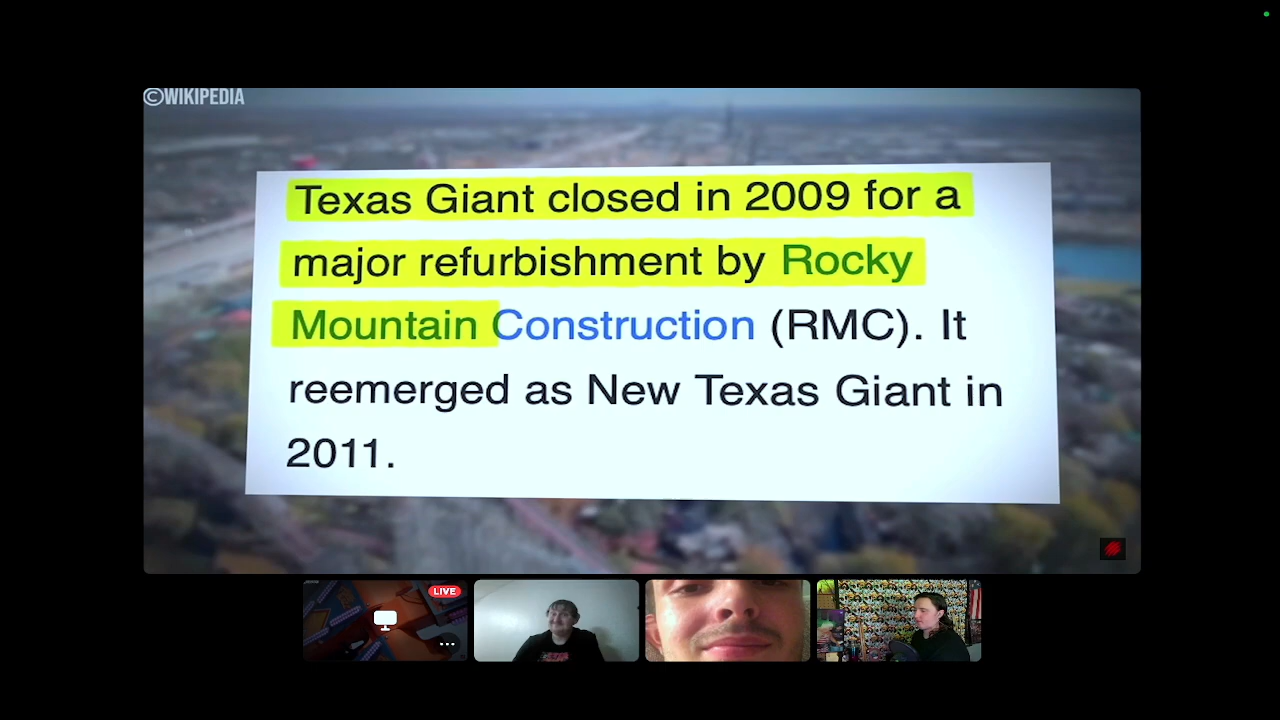 ©WIKIPEDIA
Texas Giant closed in 2009 for a
major refurbishment by Rocky
Mountain Construction (RMC). It
reemerged as New Texas Giant in
2011.
LIVE